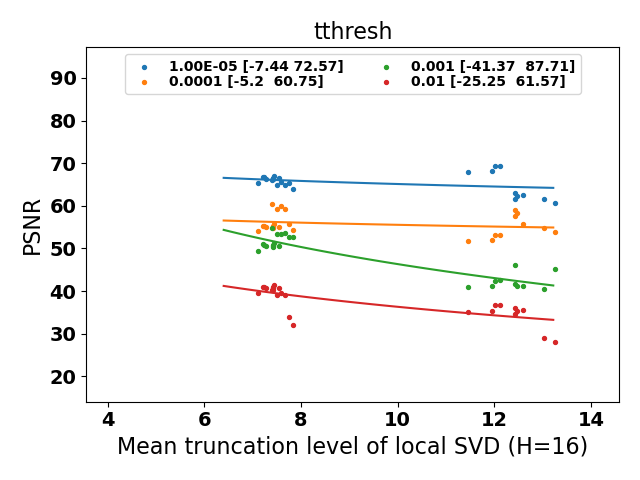 tthresh
1.00E-05 [-7.44 72.57]
0.0001 [-5.2  60.75]
0.001 [-41.37  87.71]
0.01 [-25.25  61.57]
PSNR
90
80
70
60
50
40
30
20
4 6 8 10 12 14
Mean truncation level of local SVD (H=16)